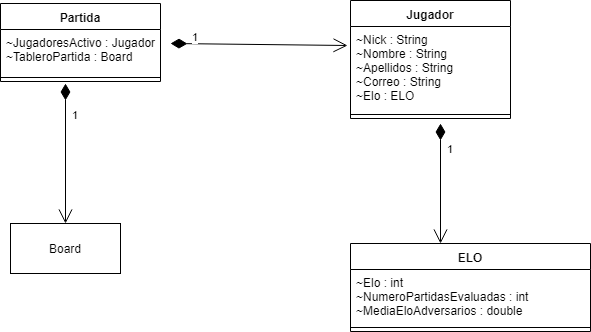 Partida
~JugadoresActivo : Jugador
~TableroPartida : Board
1
1
Jugador
~Nick : String
~Nombre : String
~Apellidos : String
~Correo : String
~Elo : ELO
1
Board
ELO
~Elo : int
~NumeroPartidasEvaluadas : int
~MediaEloAdversarios : double